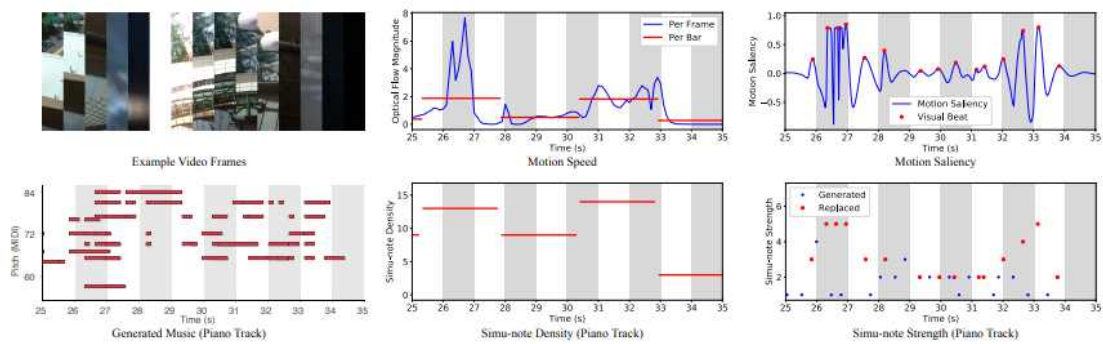 Example Video Frames
Optical Flow Magnitude
8
6
4
2
0
Per Frame
Per Bar
25 26 27 28 29 30 31 32 33 34 35
Time (s)
Motion Speed
Motion Saliency
1.0
0.5
0.0
−0.5
Motion Saliency
Visual Beat
25 26 27 28 29 30 31 32 33 34 35
Time (s)
Motion Saliency
Pitch (MIDI)
84
72
60
25 26 27 28 29 30 31 32 33 34 35
Time (s)
Generated Music (Piano Track)
Simu-note Density
15
10
5
0
25 26 27 28 29 30 31 32 33 34 35
Time (s)
Simu-note Density (Piano Track)
Simu-note Strength
6
4
2
Generated
Replaced
25 26 27 28 29 30 31 32 33 34 35
Time (s)
Simu-note Strength (Piano Track)